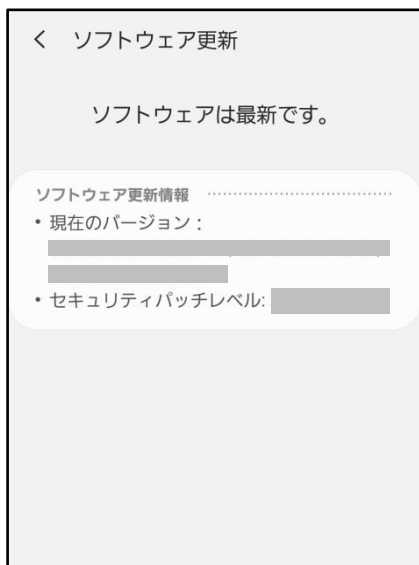 ソフトウェア更新
ソフトウェアは最新です。
ソフトウェア更新情報
・現在のバージョン：
・セキュリティパッチレベル: